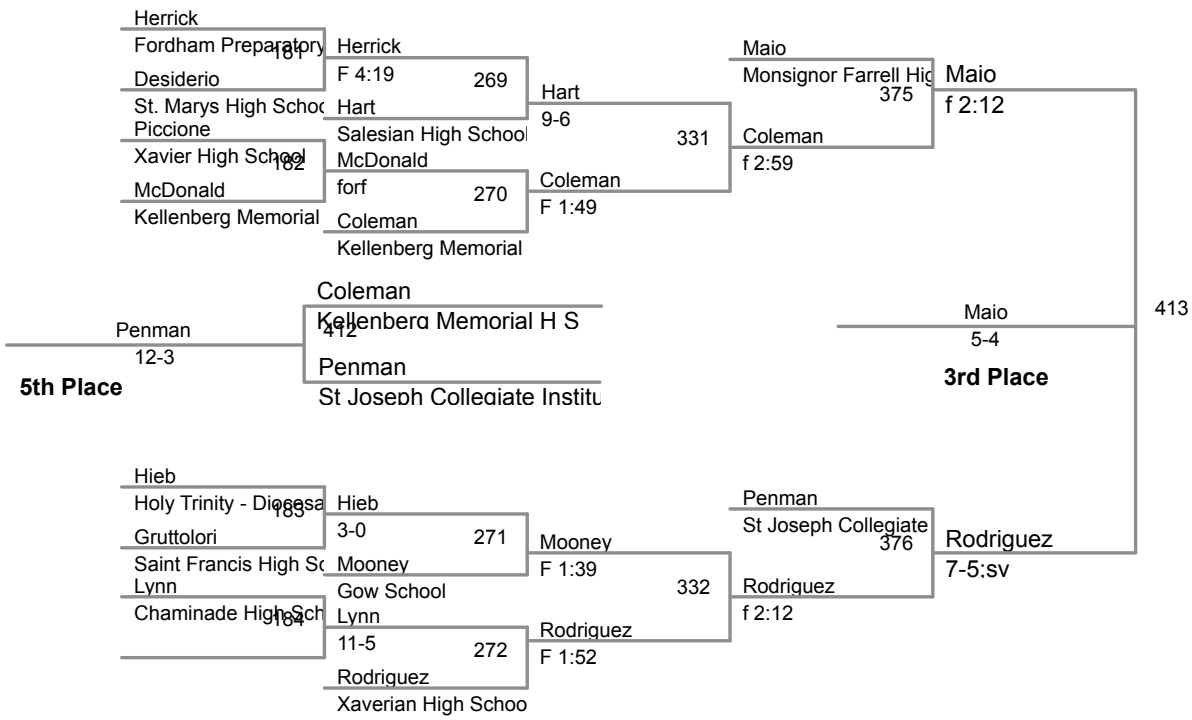 Herrick
Fordham Preparatory
181
Desiderio
St. Marys High Schoo
Herrick
F 4:19
269
Hart
Salesian High School
Piccione
Xavier High School
182
McDonald
Kellenberg Memorial
McDonald
forf
270
Coleman
Kellenberg Memorial
Hart
9-6
331
Coleman
F 1:49
Maio
Monsignor Farrell Hig
375
Coleman
f 2:59
Maio
f 2:12
Coleman
Kellenberg Memorial H S
412
Penman
St Joseph Collegiate Institu
Penman
12-3
5th Place
Maio
5-4
3rd Place
413
Hieb
Holy Trinity - Diocesa
183
Gruttolori
Saint Francis High Sc
Hieb
3-0
271
Mooney
Gow School
Lynn
Chaminade High Sch
184
Lynn
11-5
272
Rodriguez
Xaverian High Schoo
Mooney
F 1:39
332
Rodriguez
F 1:52
Penman
St Joseph Collegiate
376
Rodriguez
f 2:12
Rodriguez
7-5;sv